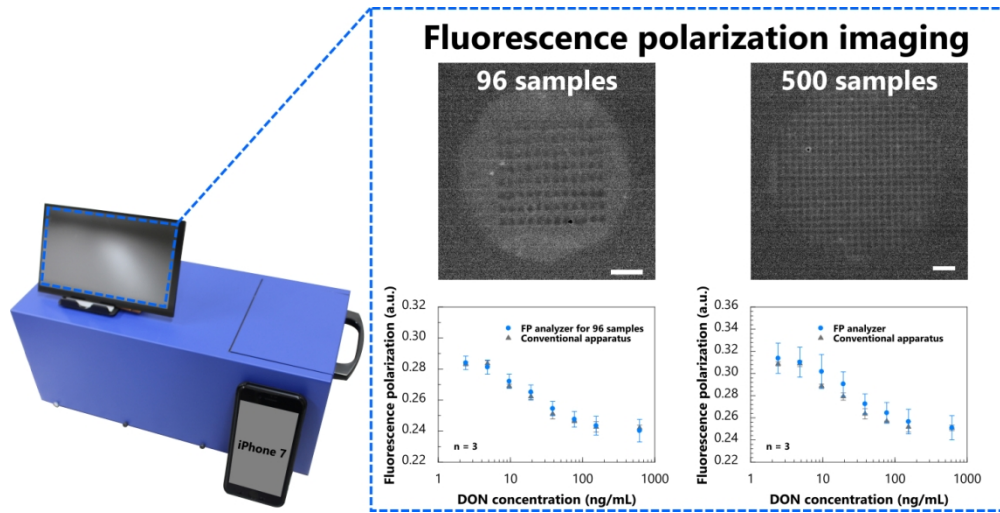 Fluorescence polarization imaging
96 samples
500 samples
iPhone 7
Fluorescence polarization (a.u.)
0.32
0.30
0.28
0.26
0.24
0.22
FP analyzer for 96 samples
Conventional apparatus
n = 3
1
10
100
1000
DON concentration (ng/mL)
Fluorescence polarization (a.u.)
0.36
0.34
0.32
0.30
0.28
0.26
0.24
0.22
FP analyzer
Conventional apparatus
n = 3
1
10
100
1000
DON concentration (ng/mL)